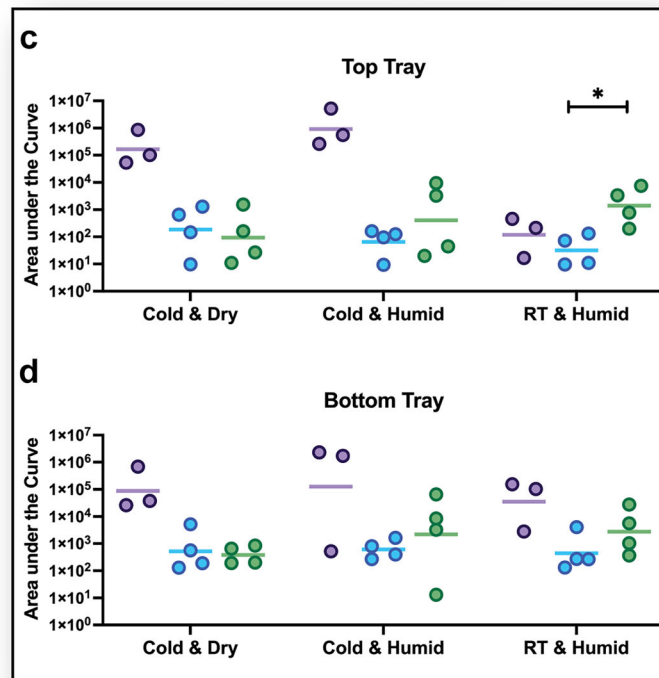 c
Top Tray
Area under the Curve
1×10⁷
1×10⁶
1×10⁵
1×10⁴
1×10³
1×10²
1×10¹
1×10⁰
*
Cold & Dry Cold & Humid RT & Humid
d
Bottom Tray
Area under the Curve
1×10⁷
1×10⁶
1×10⁵
1×10⁴
1×10³
1×10²
1×10¹
1×10⁰
Cold & Dry Cold & Humid RT & Humid